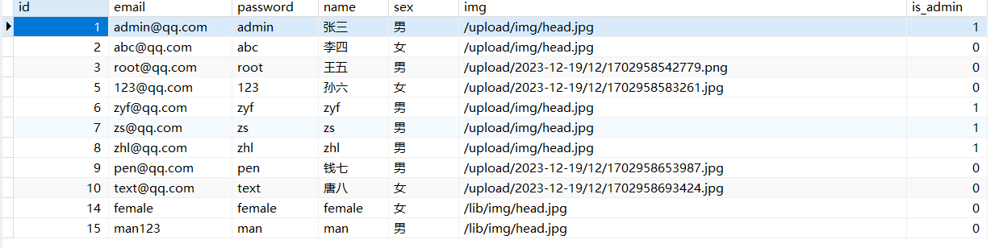 id email password name sex img is_admin
1 admin@qq.com admin 张三 男 /upload/img/head.jpg 1
2 abc@qq.com abc 李四 女 /upload/img/head.jpg 0
3 root@qq.com root 王五 男 /upload/2023-12-19/12/1702958542779.png 0
5 123@qq.com 123 孙六 女 /upload/2023-12-19/12/1702958583261.jpg 0
6 zyf@qq.com zyf zyf 男 /upload/img/head.jpg 1
7 zs@qq.com zs zs 男 /upload/img/head.jpg 1
8 zhl@qq.com zhl zhl 男 /upload/img/head.jpg 1
9 pen@qq.com pen 钱七 男 /upload/2023-12-19/12/1702958653987.jpg 0
10 text@qq.com text 唐八 女 /upload/2023-12-19/12/1702958693424.jpg 0
14 female female female 女 /lib/img/head.jpg 0
15 man123 man man 男 /lib/img/head.jpg 0